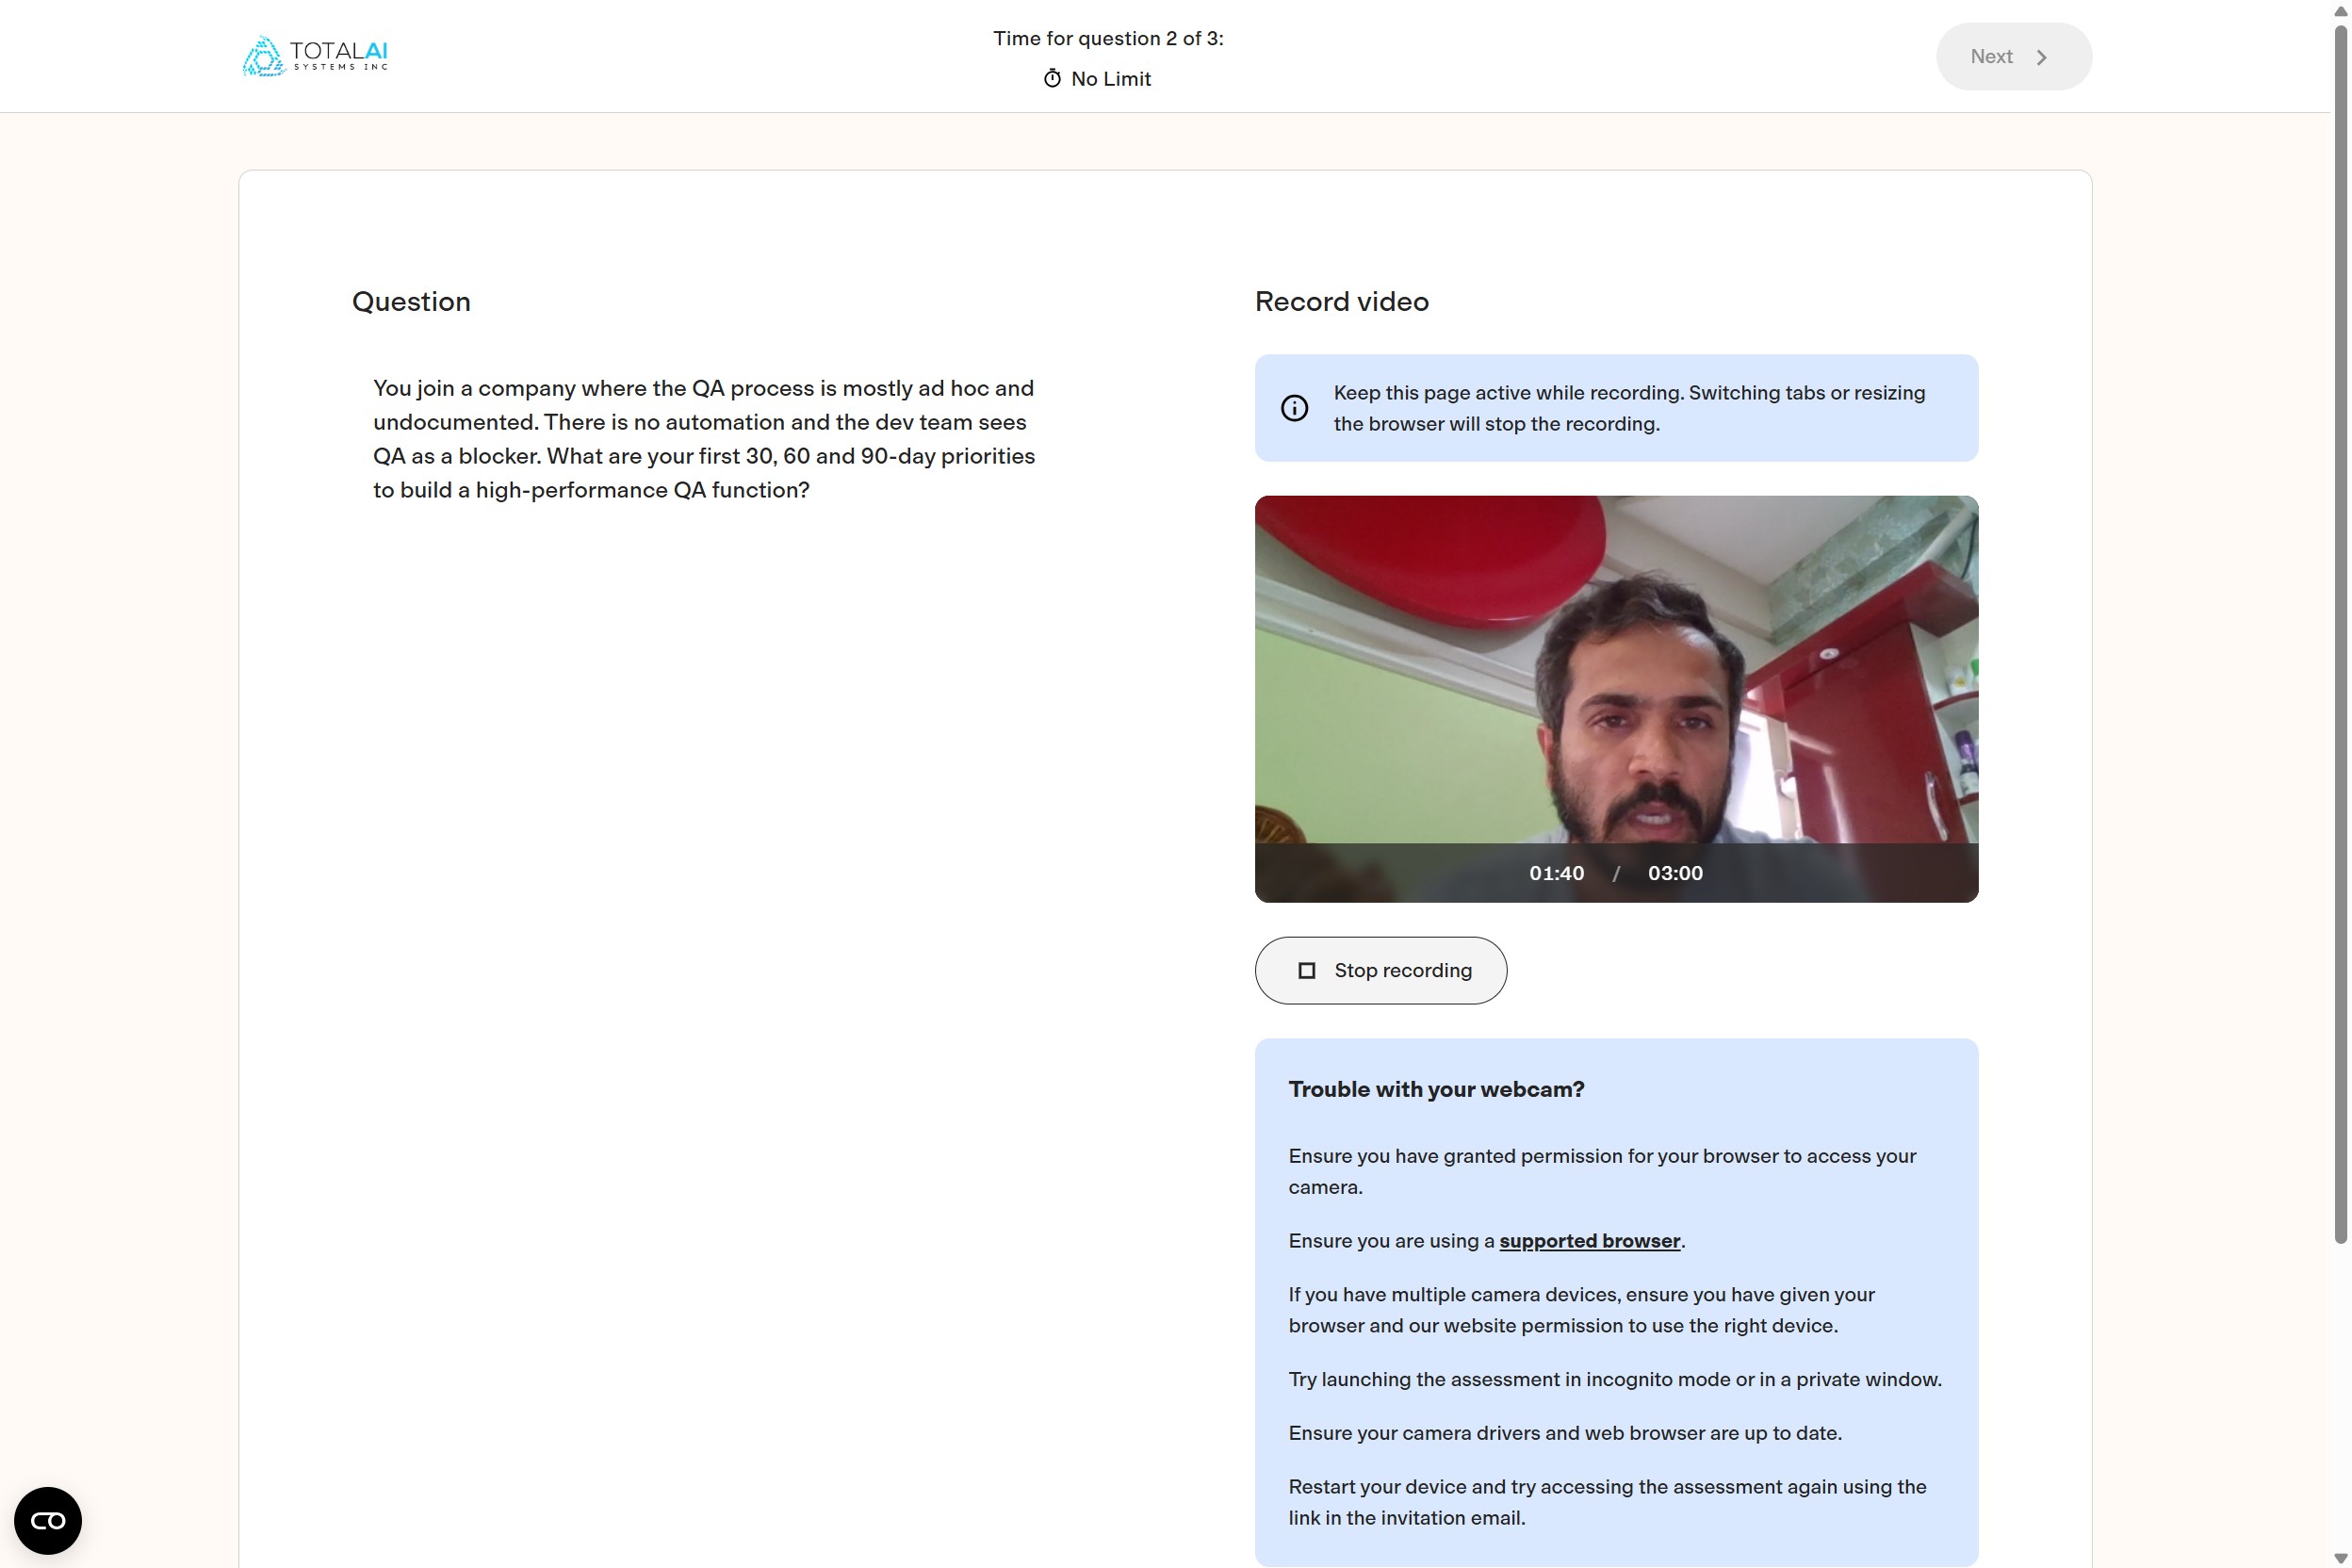 TOTALAI
SYSTEMS INC
Time for question 2 of 3:
No Limit
Next
Question
You join a company where the QA process is mostly ad hoc and
undocumented. There is no automation and the dev team sees
QA as a blocker. What are your first 30, 60 and 90-day priorities
to build a high-performance QA function?
Record video
Keep this page active while recording. Switching tabs or resizing
the browser will stop the recording.
01:40 / 03:00
Stop recording
Trouble with your webcam?
Ensure you have granted permission for your browser to access your
camera.
Ensure you are using a supported browser.
If you have multiple camera devices, ensure you have given your
browser and our website permission to use the right device.
Try launching the assessment in incognito mode or in a private window.
Ensure your camera drivers and web browser are up to date.
Restart your device and try accessing the assessment again using the
link in the invitation email.